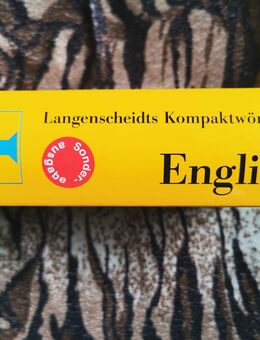 Langenscheidts Kompaktwör
Sonder-
ausgabe
Engli